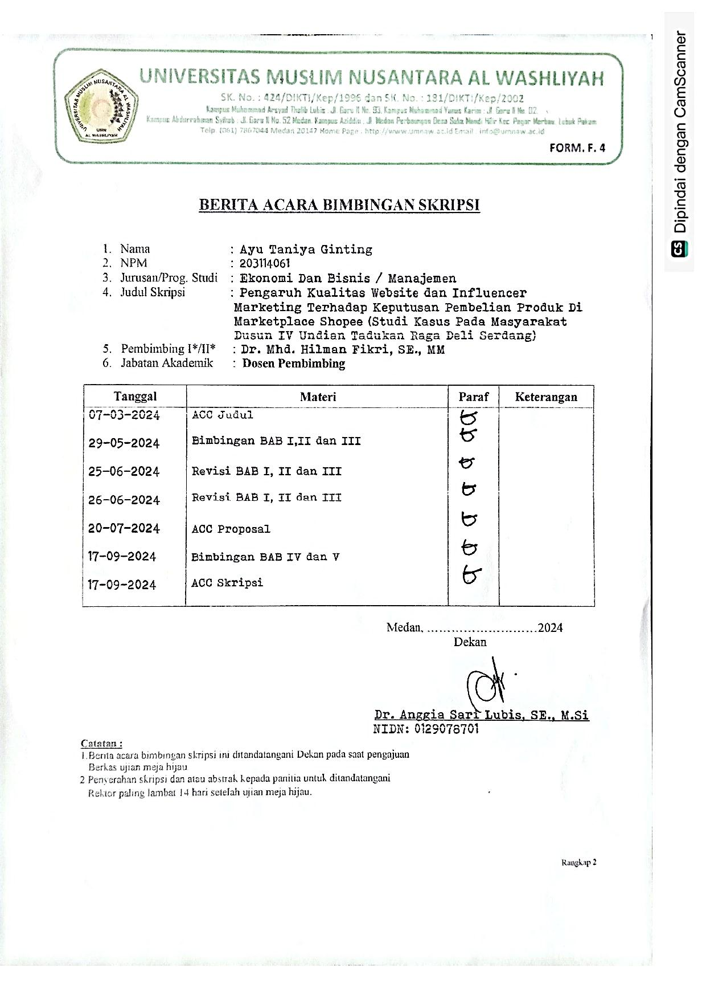 UNIVERSITAS MUSLIM NUSANTARA AL WASHLIYAH
SK. No. : 424/DIKTI/Kep/1996 dan SK. No. : 181/DIKTI/Kep/2002
Kampus Muhammad Arsyad Thalib Lubis : Jl Garu II No. 93, Kampus Muhammad Yunus Karim : Jl Garu II No. 02,
Kampus Abdurrahman Syihab : Jl. Garu II No. 52 Medan, Kampus Aziddin : Jl Medan Perbaungan Desa Suka Mandi Hilir Kec. Pagar Merbau, Lubuk Pakam
Telp. (061) 7867044 Medan 20147 Home Page : http://www.umnaw.ac.id Email : info@umnaw.ac.id
FORM. F. 4
UNIVERSITAS MUSLIM NUSANTARA AL WASHLIYAH
UMN
AL WASHLIYAH
BERITA ACARA BIMBINGAN SKRIPSI
1. Nama : Ayu Taniya Ginting
2. NPM : 203114061
3. Jurusan/Prog. Studi : Ekonomi Dan Bisnis / Manajemen
4. Judul Skripsi : Pengaruh Kualitas Website dan Influencer
Marketing Terhadap Keputusan Pembelian Produk Di
Marketplace Shopee (Studi Kasus Pada Masyarakat
Dusun IV Undian Tadukan Raga Deli Serdang)
5. Pembimbing I*/II* : Dr. Mhd. Hilman Fikri, SE., MM
6. Jabatan Akademik : Dosen Pembimbing
Tanggal Materi Paraf Keterangan
07-03-2024 ACC Judul
29-05-2024 Bimbingan BAB I,II dan III
25-06-2024 Revisi BAB I, II dan III
26-06-2024 Revisi BAB I, II dan III
20-07-2024 ACC Proposal
17-09-2024 Bimbingan BAB IV dan V
17-09-2024 ACC Skripsi
Medan, ...........................2024
Dekan
Dr. Anggia Sari Lubis, SE., M.Si
NIDN: 0129078701
Catatan :
1.Berita acara bimbingan skripsi ini ditandatangani Dekan pada saat pengajuan
Berkas ujian meja hijau
2 Penyerahan skripsi dan atau abstrak kepada panitia untuk ditandatangani
Rektor paling lambat 14 hari setelah ujian meja hijau.
Rangkap 2
CS Dipindai dengan CamScanner